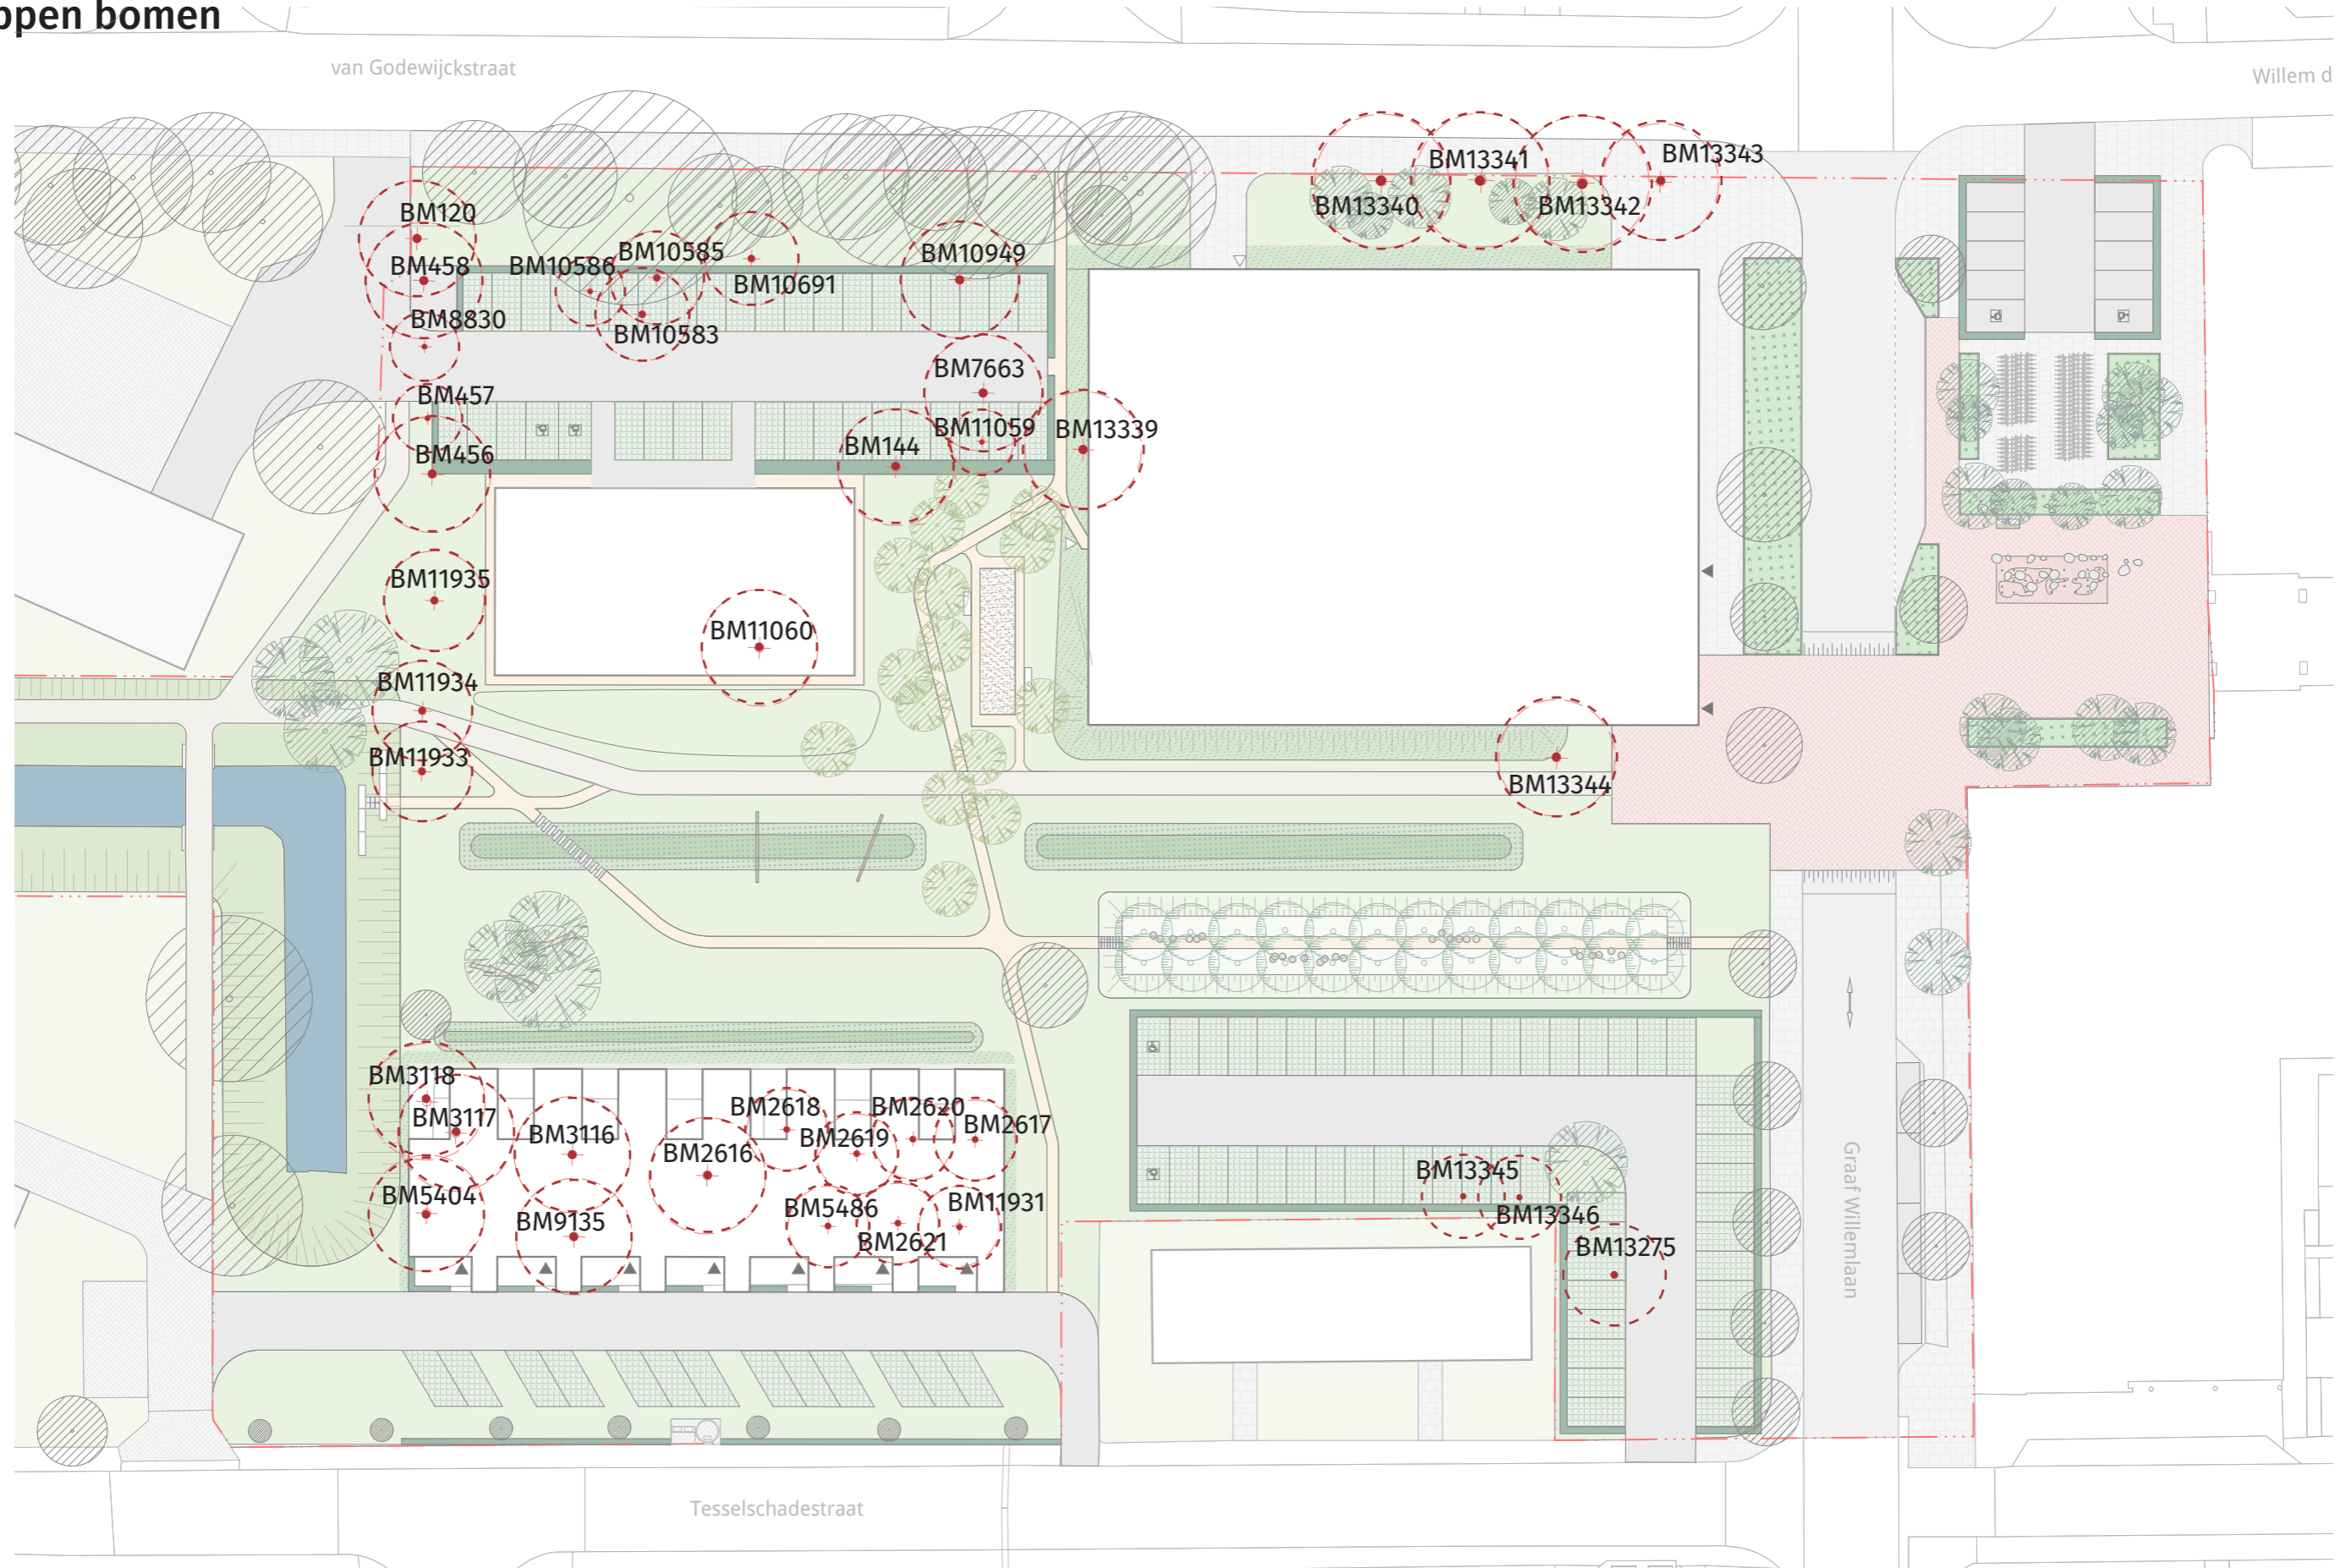 ppen bomen
van Godewijckstraat
Willem d
BM13341
BM13343
BM13340
BM13342
BM120
BM458
BM10586
BM10585
BM10691
BM10949
BM8830
BM10583
BM7663
BM457
BM11059
BM13339
BM144
BM456
BM11935
BM11060
BM11934
BM11933
BM13344
BM3118
BM3117
BM3116
BM2618
BM2620
BM2617
BM2619
BM2616
BM5404
BM9135
BM5486
BM11931
BM2621
BM13345
BM13346
BM13275
Graaf Willemlaan
Tesselschadestraat